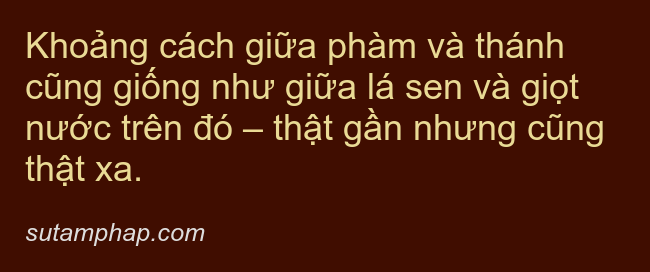 Khoảng cách giữa phàm và thánh
cũng giống như giữa lá sen và giọt
nước trên đó – thật gần nhưng cũng
thật xa.
sutamphap.com